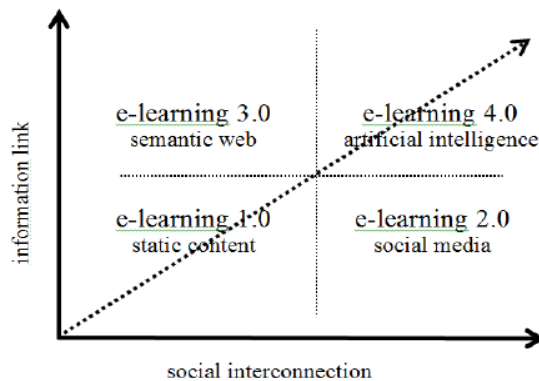 e-learning 3.0
semantic web
e-learning 4.0
artificial intelligence
e-learning 1.0
static content
e-learning 2.0
social media
information link
social interconnection